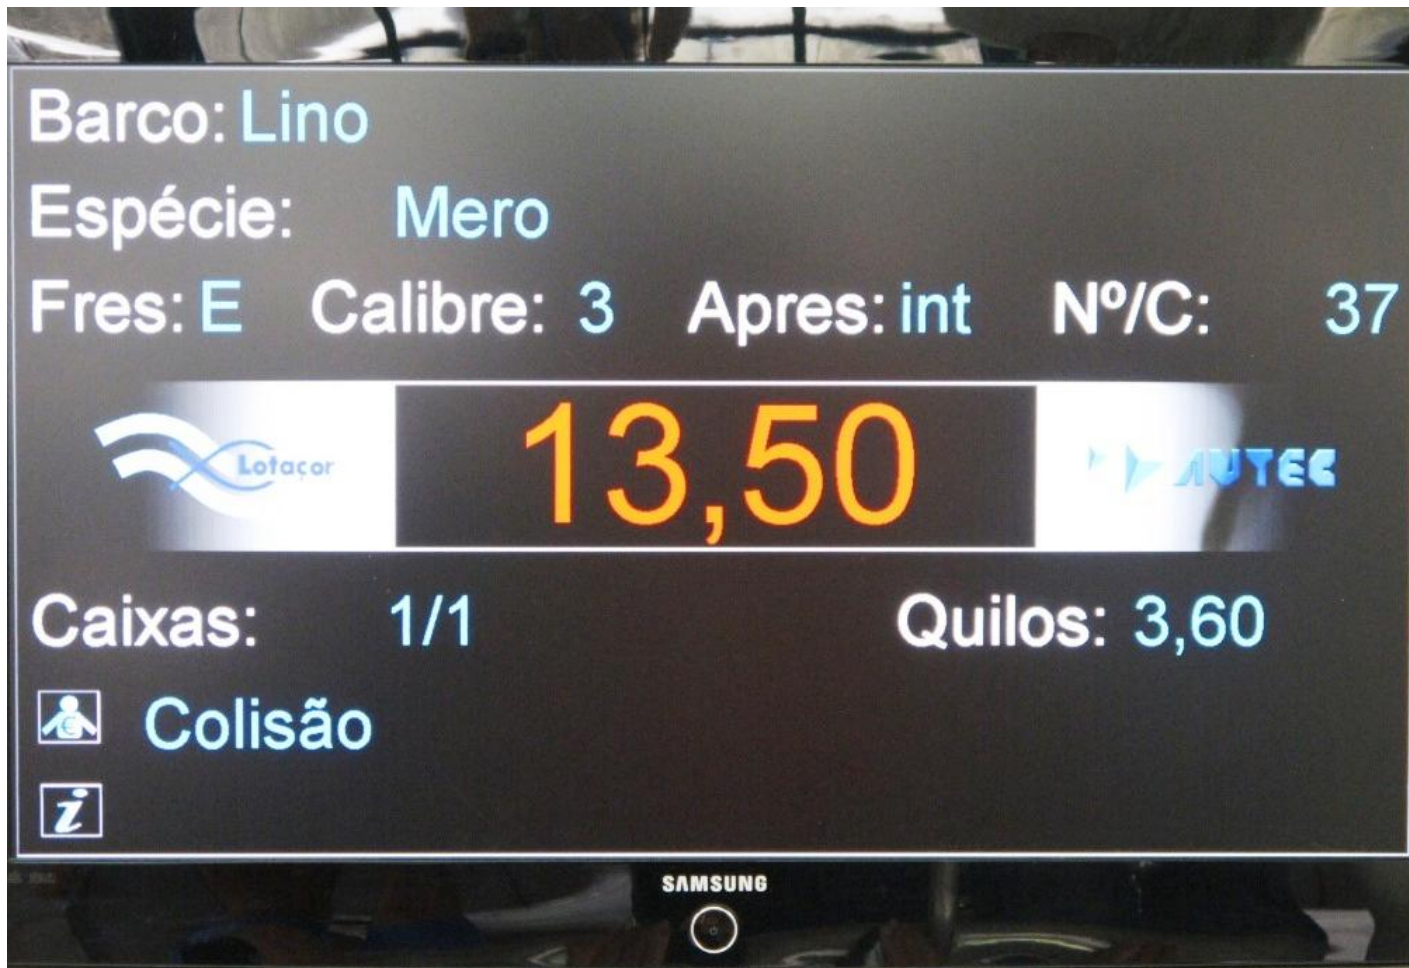 Barco: Lino
Espécie: Mero
Fres: E Calibre: 3 Apres: int Nº/C: 37
Lotaçor 13,50 AUTEC
Caixas: 1/1 Quilos: 3,60
€ Colisão
i
SAMSUNG